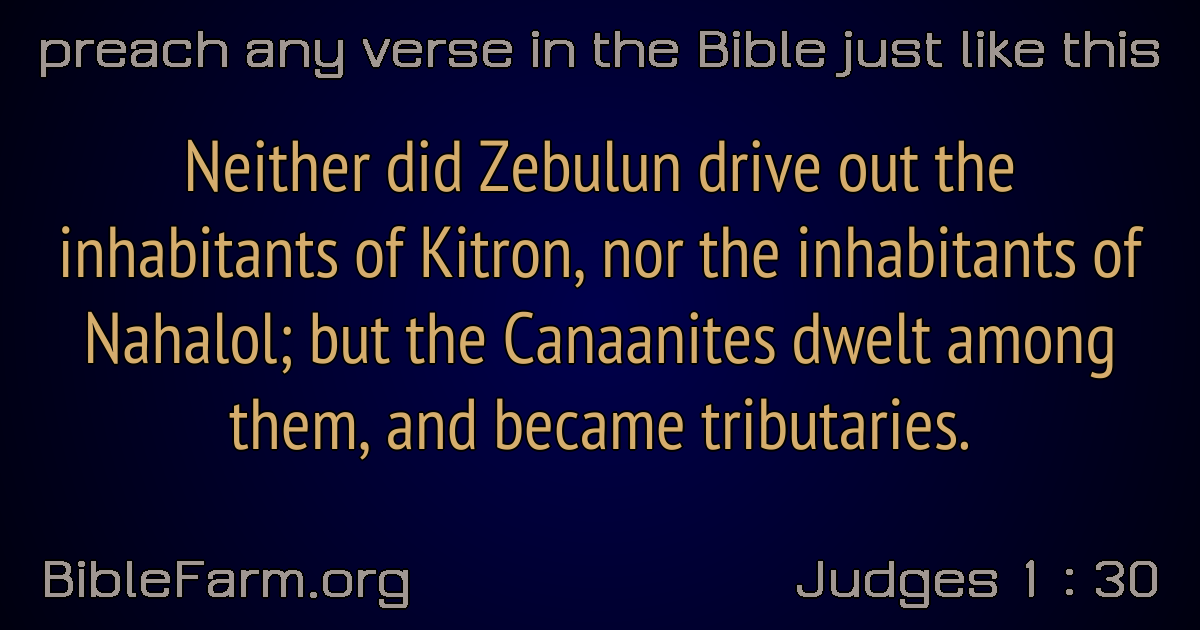 preach any verse in the Bible just like this
Neither did Zebulun drive out the
inhabitants of Kitron, nor the inhabitants of
Nahalol; but the Canaanites dwelt among
them, and became tributaries.
BibleFarm.org
Judges 1 : 30